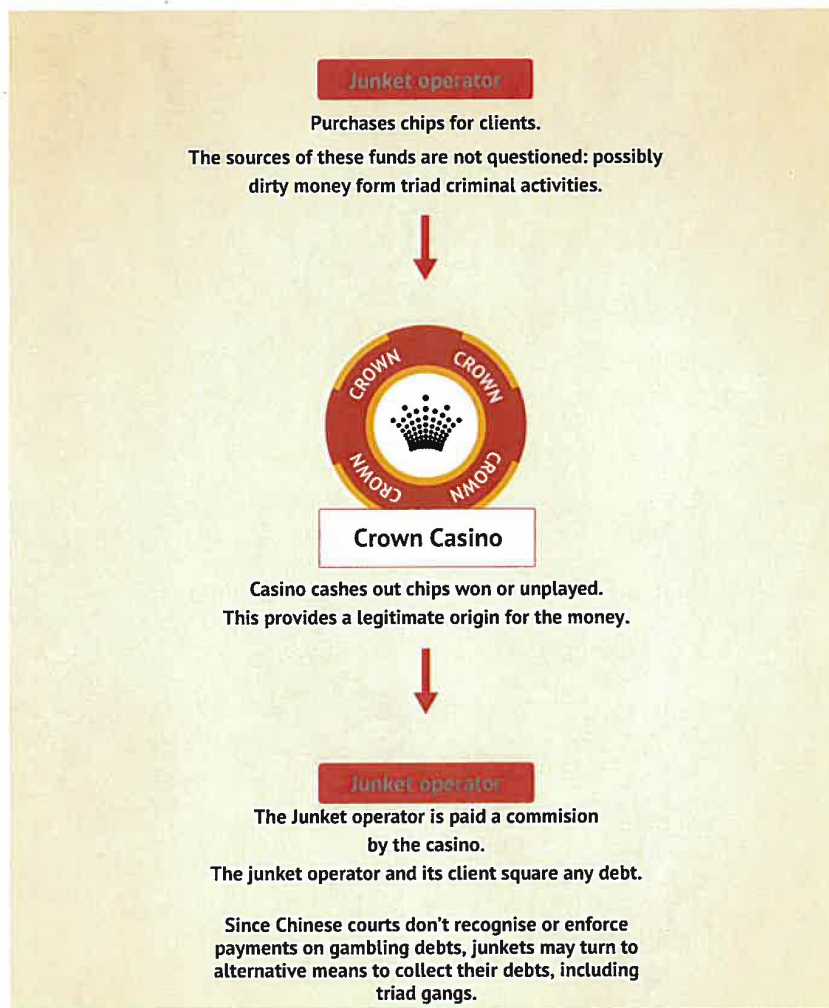 Junket operator
Purchases chips for clients.
The sources of these funds are not questioned: possibly
dirty money form triad criminal activities.
CROWN
CROWN
CROWN
CROWN
Crown Casino
Casino cashes out chips won or unplayed.
This provides a legitimate origin for the money.
Junket operator
The Junket operator is paid a commision
by the casino.
The junket operator and its client square any debt.
Since Chinese courts don't recognise or enforce
payments on gambling debts, junkets may turn to
alternative means to collect their debts, including
triad gangs.